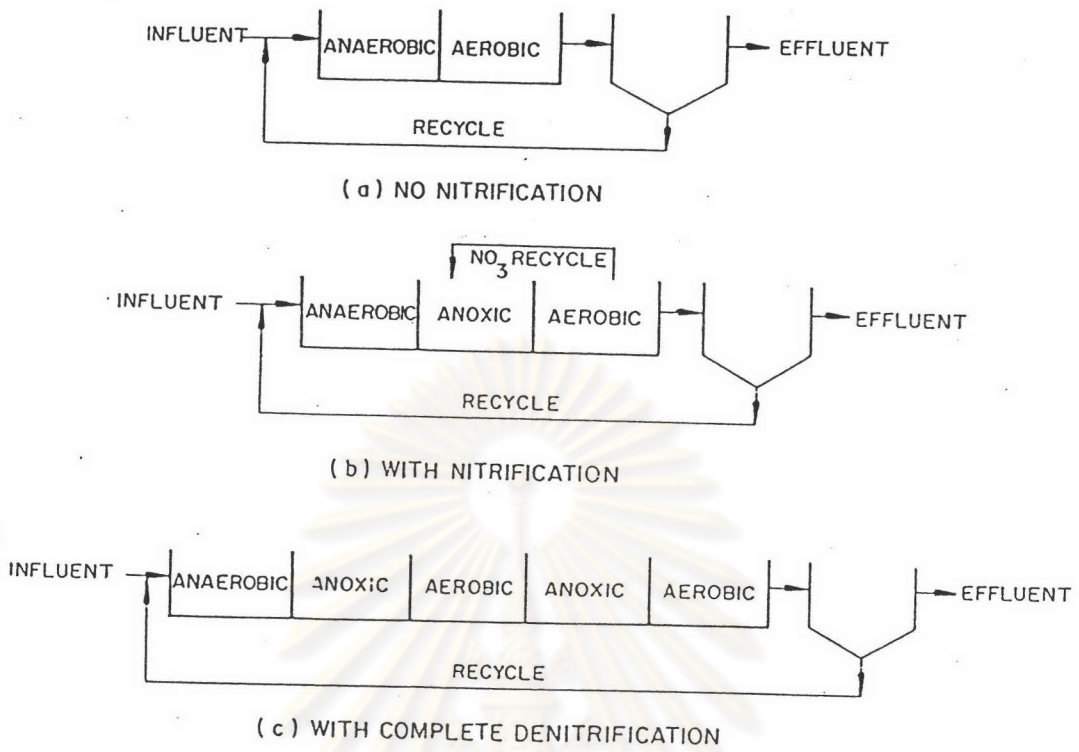 INFLUENT
ANAEROBIC
AEROBIC
EFFLUENT
RECYCLE
(a) NO NITRIFICATION
NO3 RECYCLE
INFLUENT
ANAEROBIC
ANOXIC
AEROBIC
EFFLUENT
RECYCLE
(b) WITH NITRIFICATION
INFLUENT
ANAEROBIC
ANOXIC
AEROBIC
ANOXIC
AEROBIC
EFFLUENT
RECYCLE
(c) WITH COMPLETE DENITRIFICATION